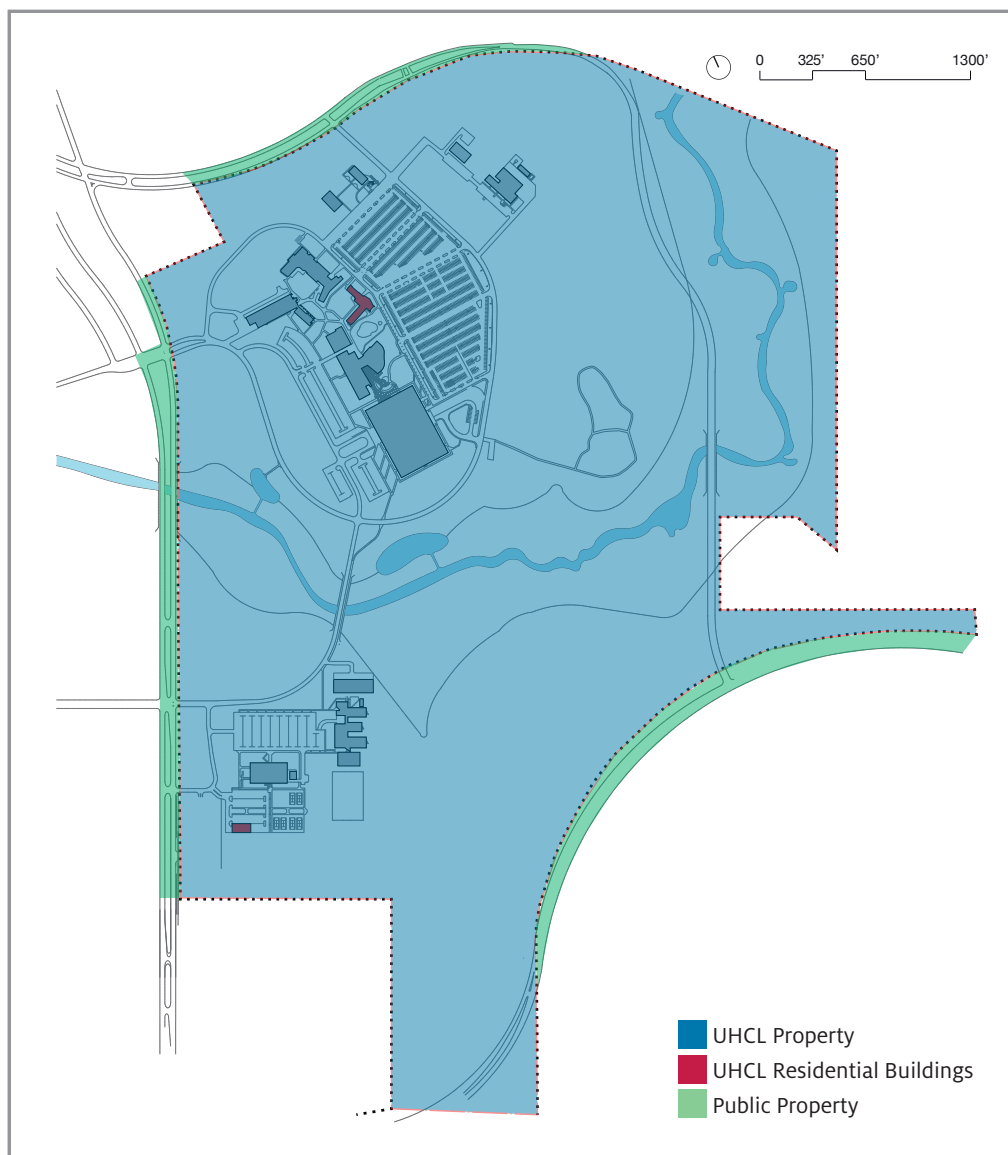 0 325' 650' 1300'
UHCL Property
UHCL Residential Buildings
Public Property